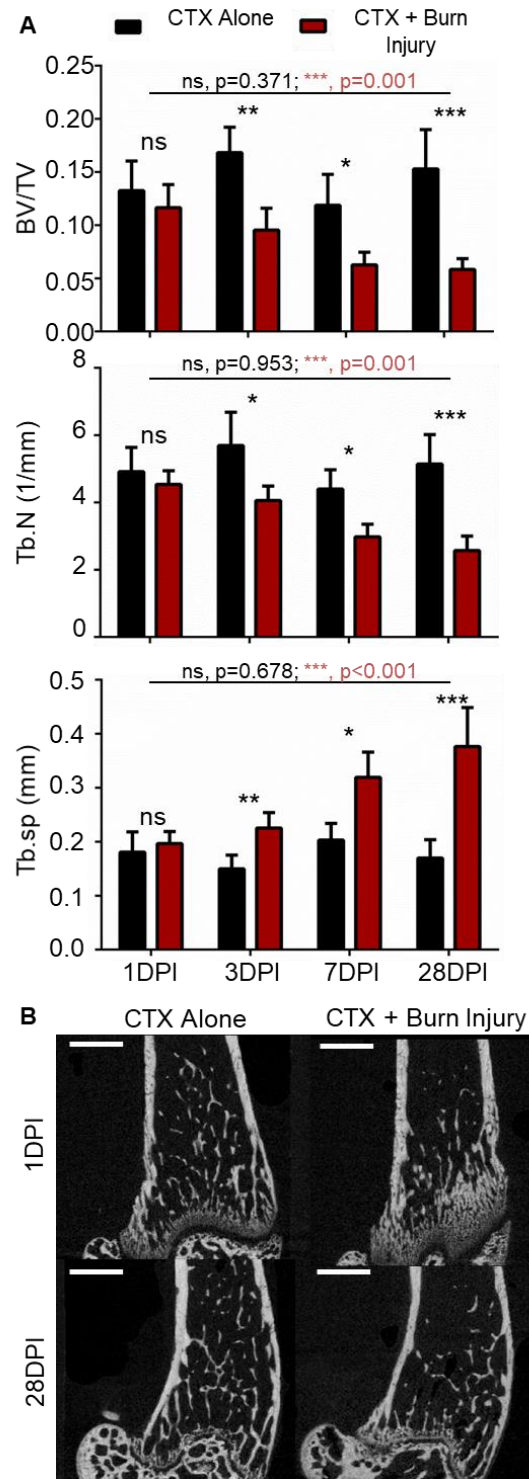 A
CTX Alone
CTX + Burn
Injury
ns, p=0.371; ***, p=0.001
0.25
0.20
0.15
0.10
0.05
0.00
BV/TV
ns
**
*
***
ns, p=0.953; ***, p=0.001
8
6
4
2
0
Tb.N (1/mm)
ns
*
*
***
ns, p=0.678; ***, p<0.001
0.5
0.4
0.3
0.2
0.1
0.0
Tb.sp (mm)
ns
**
*
***
1DPI 3DPI 7DPI 28DPI
B
CTX Alone CTX + Burn Injury
1DPI
28DPI